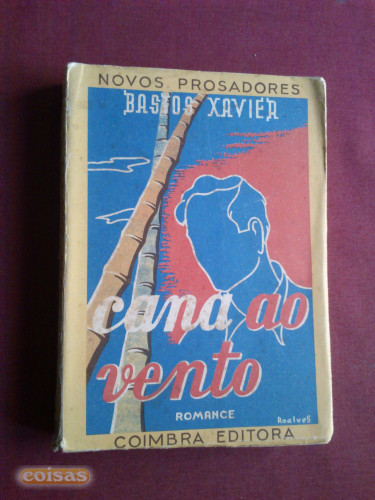 NOVOS PROSADORES
BASTOS XAVIER
cana ao
vento
ROMANCE
COIMBRA EDITORA
coisas